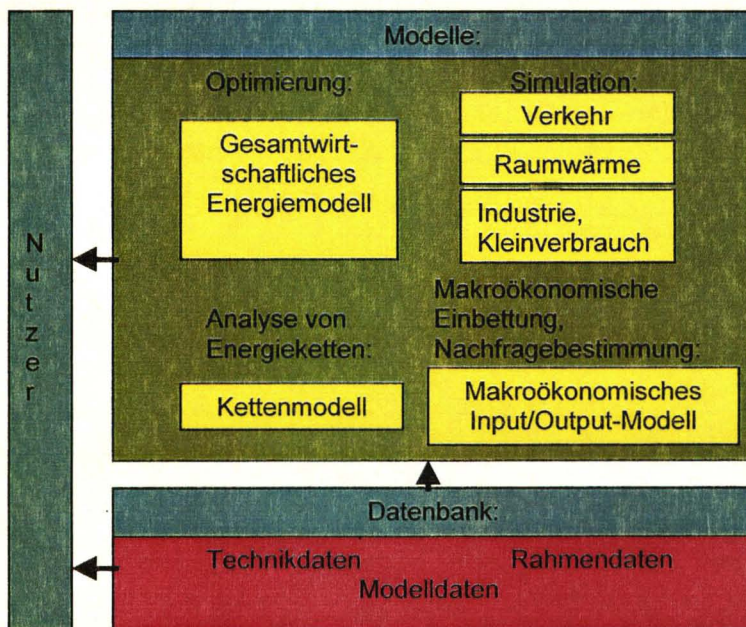 Nutzer
Modelle:
Optimierung:
Gesamtwirt-
schaftliches
Energiemodell
Simulation:
Verkehr
Raumwärme
Industrie,
Kleinverbrauch
Analyse von
Energieketten:
Kettenmodell
Makroökonomische
Einbettung,
Nachfragebestimmung:
Makroökonomisches
Input/Output-Modell
Datenbank:
Technikdaten Rahmendaten
Modelldaten